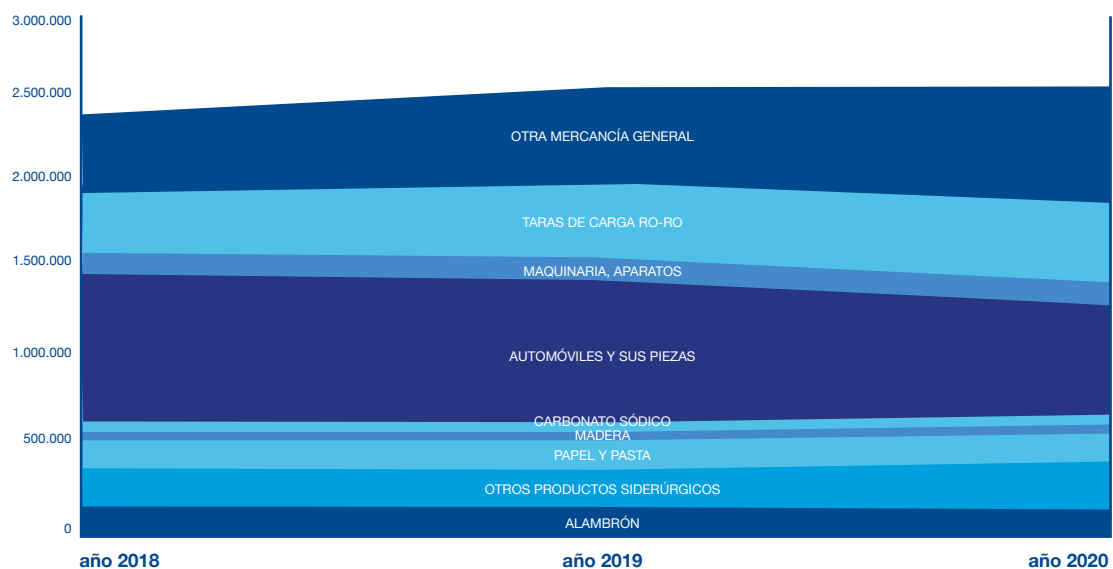 3.000.000
2.500.000
2.000.000
1.500.000
1.000.000
500.000
0
OTRA MERCANCÍA GENERAL
TARAS DE CARGA RO-RO
MAQUINARIA, APARATOS
AUTOMÓVILES Y SUS PIEZAS
CARBONATO SÓDICO
MADERA
PAPEL Y PASTA
OTROS PRODUCTOS SIDERÚRGICOS
ALAMBRÓN
año 2018
año 2019
año 2020